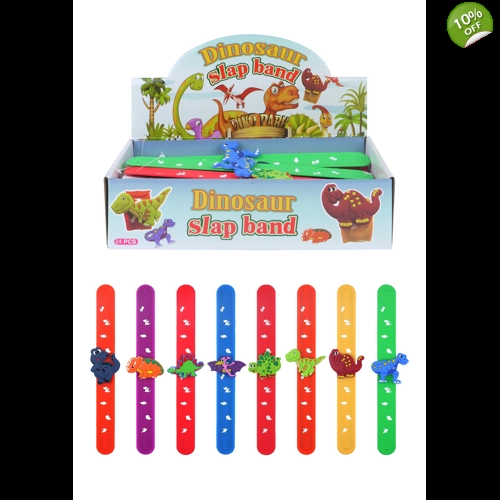 10%
OFF
Dinosaur
slap band
DINO PARK
Dinosaur
slap band
24 PCS